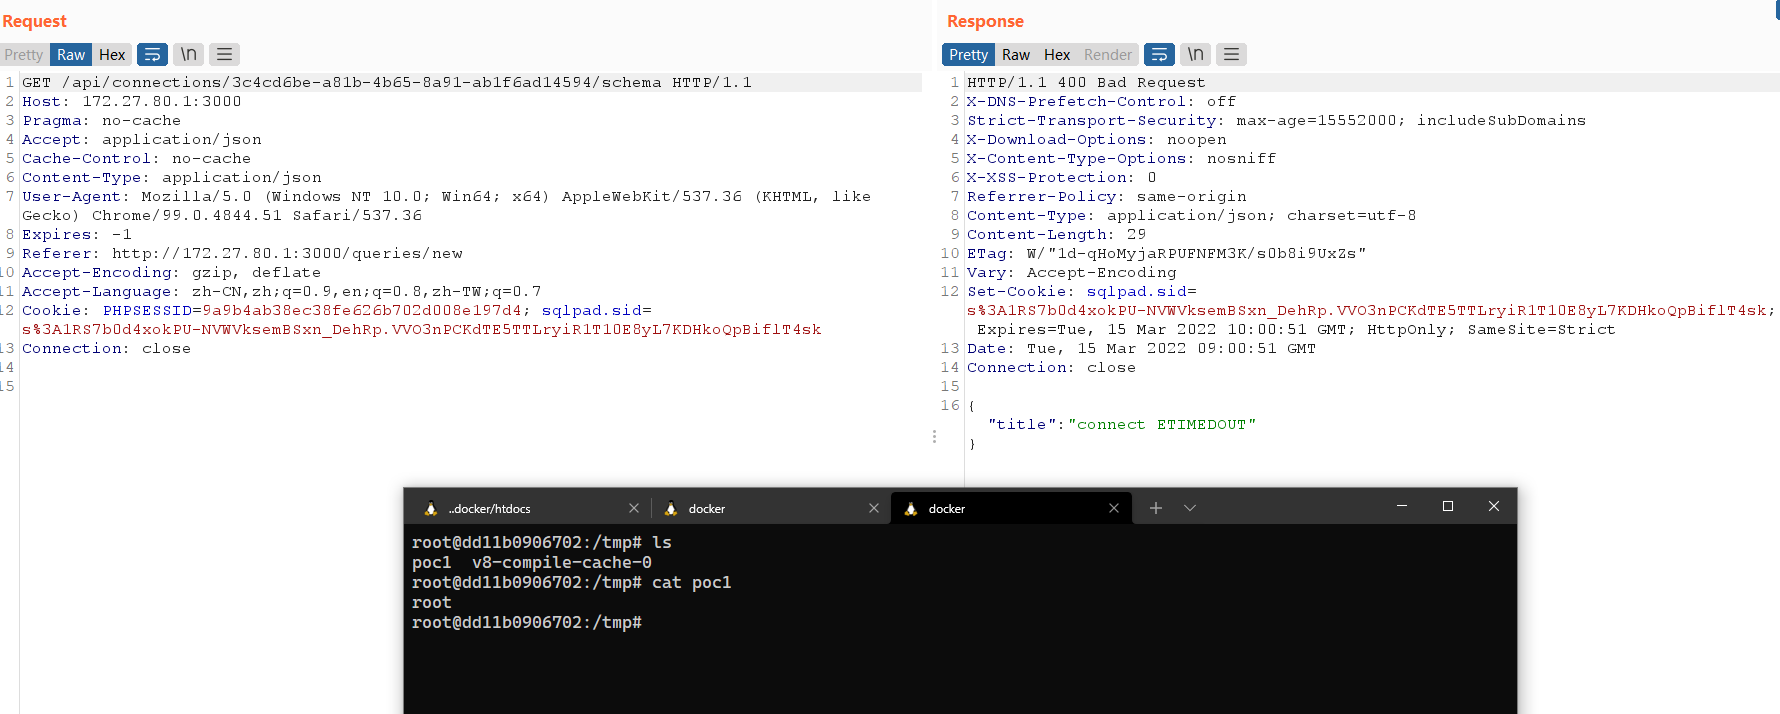 Request
Pretty Raw Hex \n
1 GET /api/connections/3c4cd6be-a81b-4b65-8a91-ab1f6ad14594/schema HTTP/1.1
2 Host: 172.27.80.1:3000
3 Pragma: no-cache
4 Accept: application/json
5 Cache-Control: no-cache
6 Content-Type: application/json
7 User-Agent: Mozilla/5.0 (Windows NT 10.0; Win64; x64) AppleWebKit/537.36 (KHTML, like
Gecko) Chrome/99.0.4844.51 Safari/537.36
8 Expires: -1
9 Referer: http://172.27.80.1:3000/queries/new
10 Accept-Encoding: gzip, deflate
11 Accept-Language: zh-CN,zh;q=0.9,en;q=0.8,zh-TW;q=0.7
12 Cookie: PHPSESSID=9a9b4ab38ec38fe626b702d008e197d4; sqlpad.sid=
s%3A1RS7b0d4xokPU-NVWVksemBSxn_DehRp.VVO3nPCKdTE5TTLryiR1T10E8yL7KDHkoQpBiflT4sk
13 Connection: close
14
15
Response
Pretty Raw Hex Render \n
1 HTTP/1.1 400 Bad Request
2 X-DNS-Prefetch-Control: off
3 Strict-Transport-Security: max-age=15552000; includeSubDomains
4 X-Download-Options: noopen
5 X-Content-Type-Options: nosniff
6 X-XSS-Protection: 0
7 Referrer-Policy: same-origin
8 Content-Type: application/json; charset=utf-8
9 Content-Length: 29
10 ETag: W/"1d-qHoMyjaRPUFNFM3K/s0b8i9UxZs"
11 Vary: Accept-Encoding
12 Set-Cookie: sqlpad.sid=
s%3A1RS7b0d4xokPU-NVWVksemBSxn_DehRp.VVO3nPCKdTE5TTLryiR1T10E8yL7KDHkoQpBiflT4sk;
Expires=Tue, 15 Mar 2022 10:00:51 GMT; HttpOnly; SameSite=Strict
13 Date: Tue, 15 Mar 2022 09:00:51 GMT
14 Connection: close
15
16 {
"title":"connect ETIMEDOUT"
}
..docker/htdocs docker docker
root@dd11b0906702:/tmp# ls
poc1 v8-compile-cache-0
root@dd11b0906702:/tmp# cat poc1
root
root@dd11b0906702:/tmp#